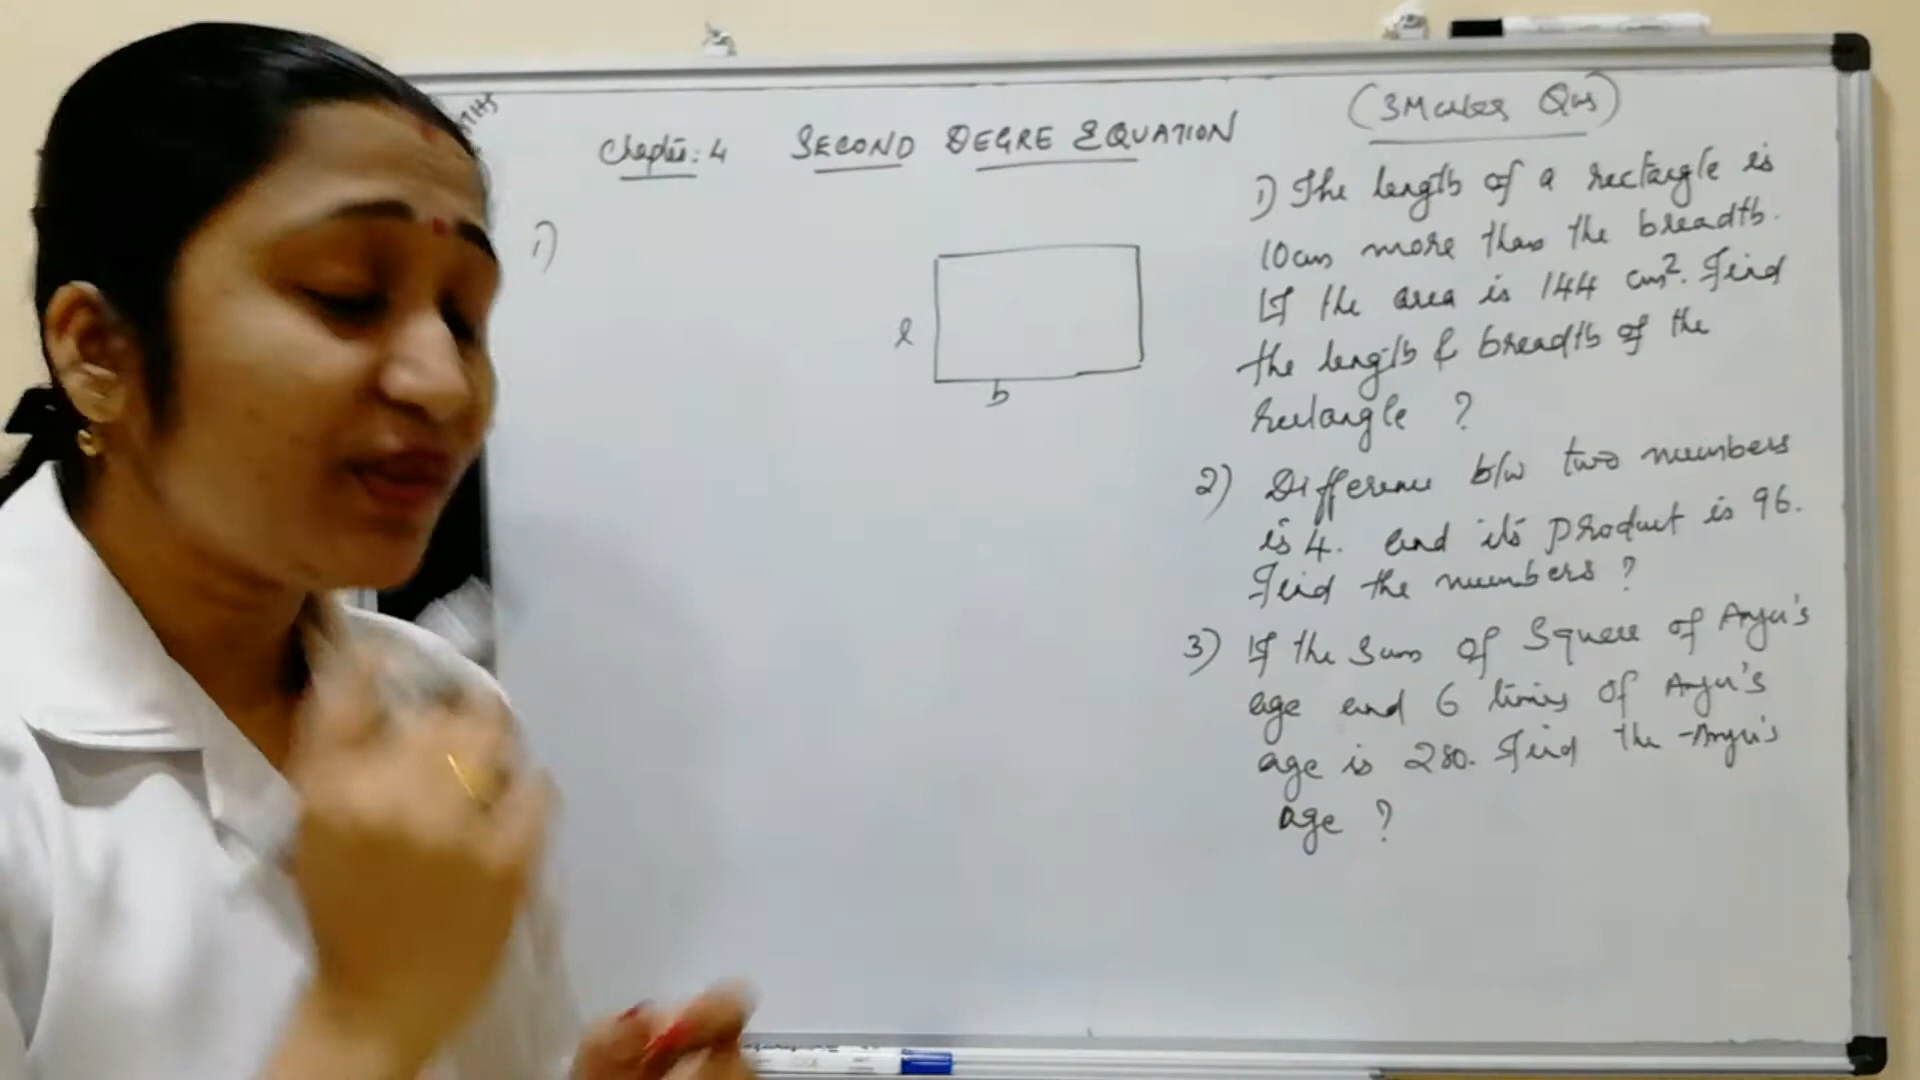 Chapter: 4 SECOND DEGRE EQUATION
(3 Marks Qus)
1)
l
b
1) The length of a rectangle is
10cm more than the breadth.
If the area is 144 cm². Find
the length & breadth of the
rectangle ?
2) Difference b/w two numbers
is 4. and its product is 96.
Find the numbers ?
3) If the Sum of Square of Anju's
age and 6 times of Anju's
age is 280. Find the Anju's
age ?